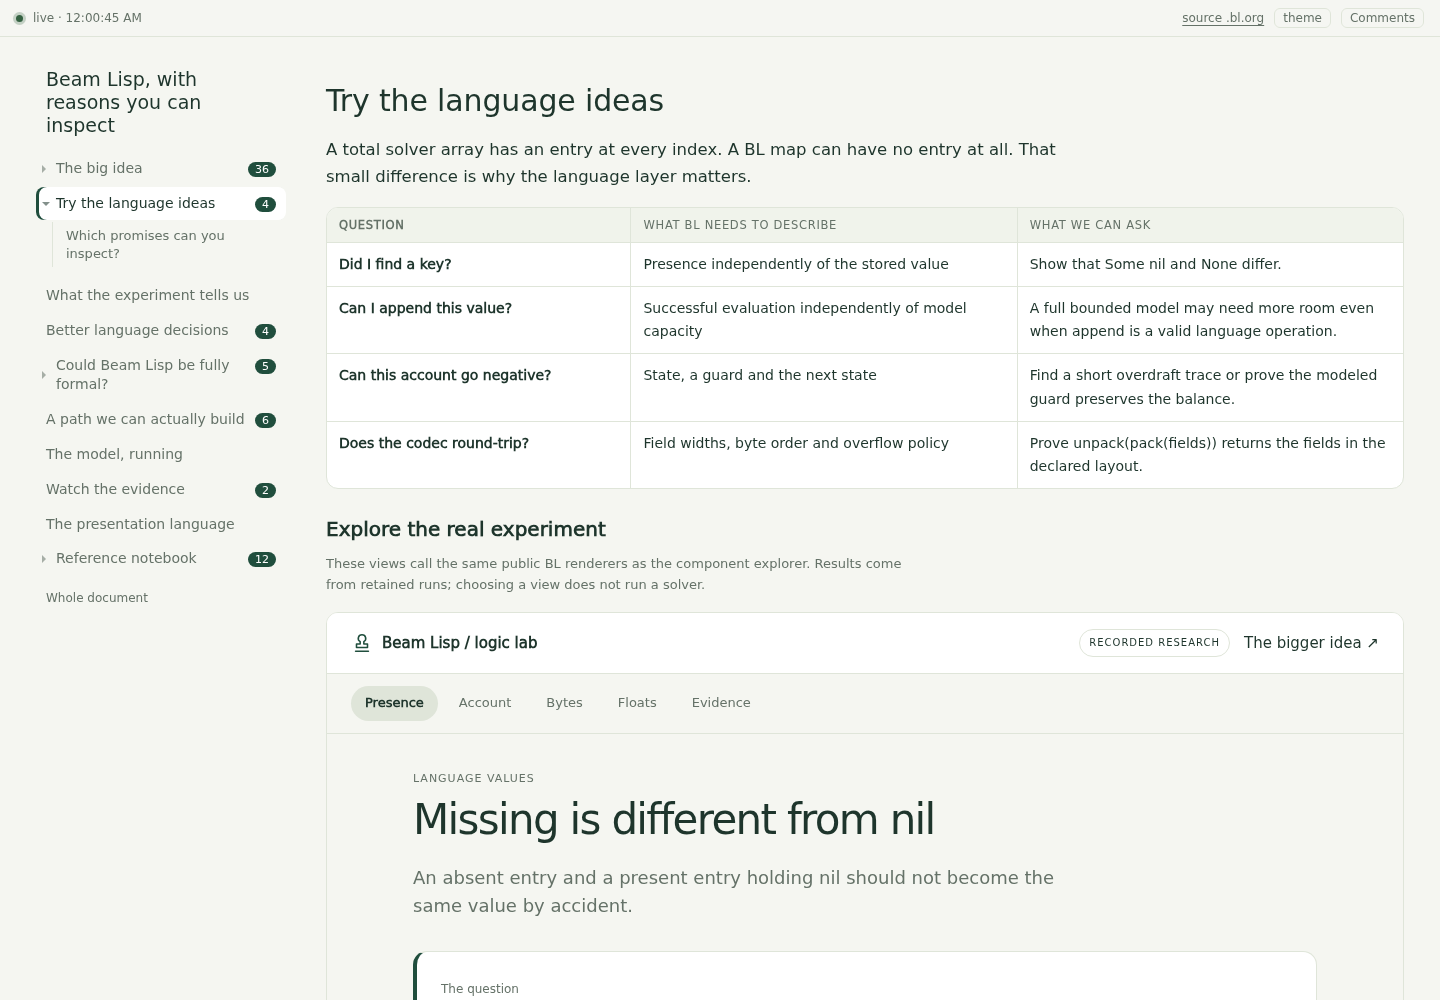 live · 12:00:45 AM
source .bl.org
theme
Comments
Beam Lisp, with
reasons you can
inspect
The big idea 36
Try the language ideas 4
Which promises can you
inspect?
What the experiment tells us
Better language decisions 4
Could Beam Lisp be fully 5
formal?
A path we can actually build 6
The model, running
Watch the evidence 2
The presentation language
Reference notebook 12
Whole document
Try the language ideas
A total solver array has an entry at every index. A BL map can have no entry at all. That
small difference is why the language layer matters.
QUESTION WHAT BL NEEDS TO DESCRIBE WHAT WE CAN ASK
Did I find a key? Presence independently of the stored value Show that Some nil and None differ.
Can I append this value? Successful evaluation independently of model A full bounded model may need more room even
capacity when append is a valid language operation.
Can this account go negative? State, a guard and the next state Find a short overdraft trace or prove the modeled
guard preserves the balance.
Does the codec round-trip? Field widths, byte order and overflow policy Prove unpack(pack(fields)) returns the fields in the
declared layout.
Explore the real experiment
These views call the same public BL renderers as the component explorer. Results come
from retained runs; choosing a view does not run a solver.
Beam Lisp / logic lab RECORDED RESEARCH The bigger idea ↗
Presence Account Bytes Floats Evidence
LANGUAGE VALUES
Missing is different from nil
An absent entry and a present entry holding nil should not become the
same value by accident.
The question